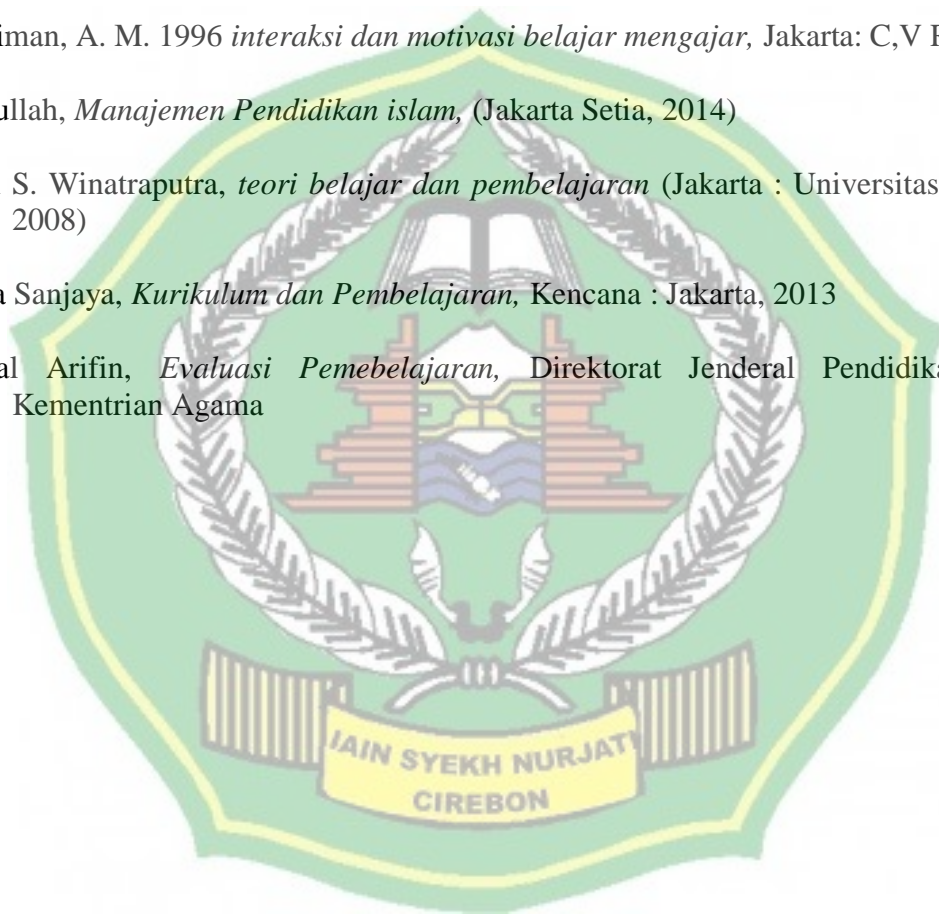 iman, A. M. 1996 interaksi dan motivasi belajar mengajar, Jakarta: C,V
ullah, Manajemen Pendidikan islam, (Jakarta Setia, 2014)
S. Winatraputra, teori belajar dan pembelajaran (Jakarta : Universitas
2008)
Sanjaya, Kurikulum dan Pembelajaran, Kencana : Jakarta, 2013
al Arifin, Evaluasi Pemebelajaran, Direktorat Jenderal Pendidika
Kementrian Agama
IAIN SYEKH NURJATI
CIREBON